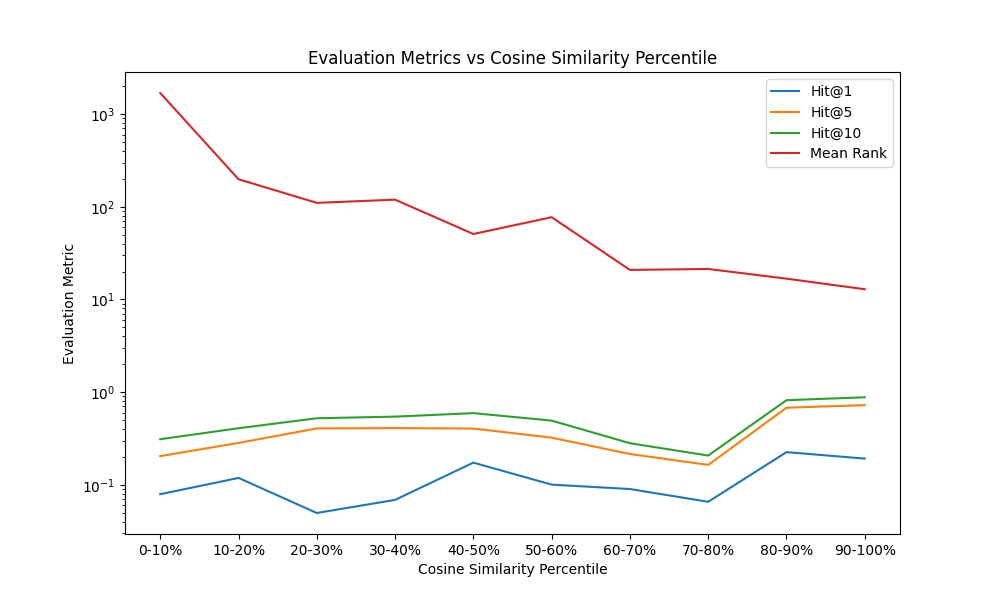 Evaluation Metrics vs Cosine Similarity Percentile
Hit@1
Hit@5
Hit@10
Mean Rank
10³
10²
10¹
10⁰
10⁻¹
Evaluation Metric
0-10% 10-20% 20-30% 30-40% 40-50% 50-60% 60-70% 70-80% 80-90% 90-100%
Cosine Similarity Percentile